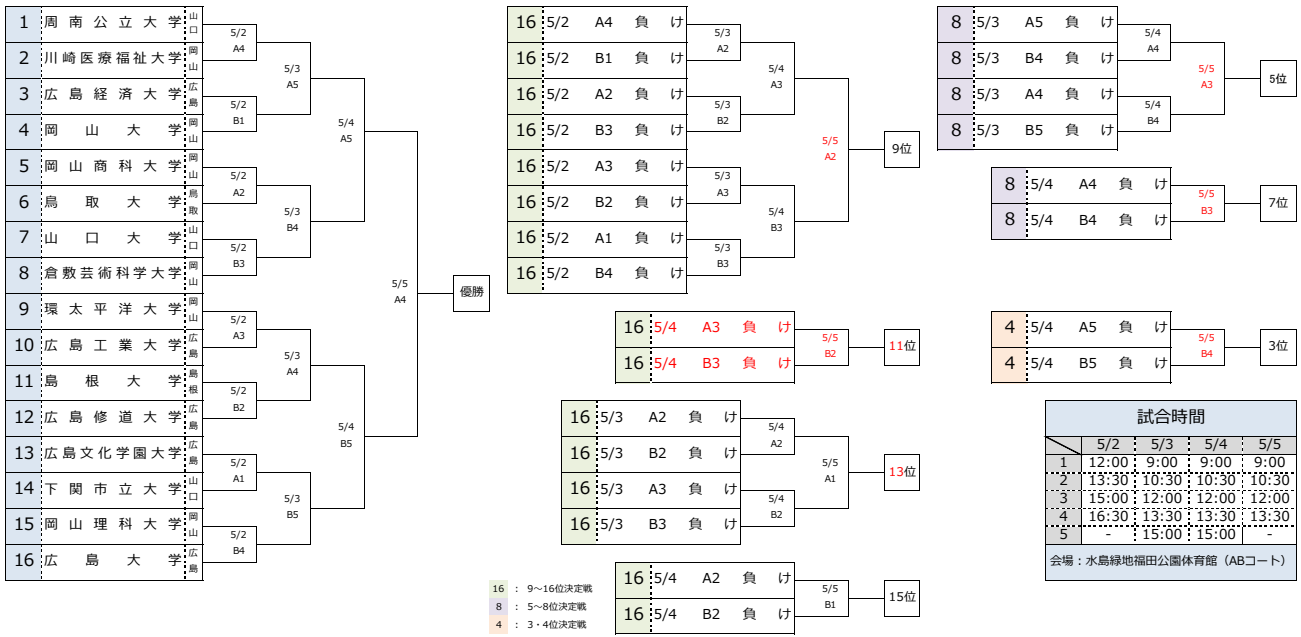 1 周南公立大学 山口
2 川崎医療福祉大学 岡山
3 広島経済大学 広島
4 岡山大学 岡山
5 岡山商科大学 岡山
6 鳥取大学 鳥取
7 山口大学 山口
8 倉敷芸術科学大学 岡山
9 環太平洋大学 岡山
10 広島工業大学 広島
11 島根大学 島根
12 広島修道大学 広島
13 広島文化学園大学 広島
14 下関市立大学 山口
15 岡山理科大学 岡山
16 広島大学 広島
5/2 A4
5/2 B1
5/2 A2
5/2 B3
5/2 A3
5/2 B2
5/2 A1
5/2 B4
5/3 A5
5/3 B4
5/3 A4
5/3 B5
5/4 A5
5/4 B5
5/5 A4
優勝
16 5/2 A4 負け
16 5/2 B1 負け
16 5/2 A2 負け
16 5/2 B3 負け
16 5/2 A3 負け
16 5/2 B2 負け
16 5/2 A1 負け
16 5/2 B4 負け
5/3 A2
5/3 B2
5/3 A3
5/3 B3
5/4 A3
5/4 B3
5/5 A2
9位
16 5/4 A3 負け
16 5/4 B3 負け
5/5 B2
11位
16 5/3 A2 負け
16 5/3 B2 負け
16 5/3 A3 負け
16 5/3 B3 負け
5/4 A2
5/4 B2
5/5 A1
13位
16 5/4 A2 負け
16 5/4 B2 負け
5/5 B1
15位
16 : 9～16位決定戦
8 : 5～8位決定戦
4 : 3・4位決定戦
8 5/3 A5 負け
8 5/3 B4 負け
8 5/3 A4 負け
8 5/3 B5 負け
5/4 A4
5/4 B4
5/5 A3
5位
8 5/4 A4 負け
8 5/4 B4 負け
5/5 B3
7位
4 5/4 A5 負け
4 5/4 B5 負け
5/5 B4
3位
試合時間
5/2 5/3 5/4 5/5
1 12:00 9:00 9:00 9:00
2 13:30 10:30 10:30 10:30
3 15:00 12:00 12:00 12:00
4 16:30 13:30 13:30 13:30
5 - 15:00 15:00 -
会場：水島緑地福田公園体育館（ABコート）